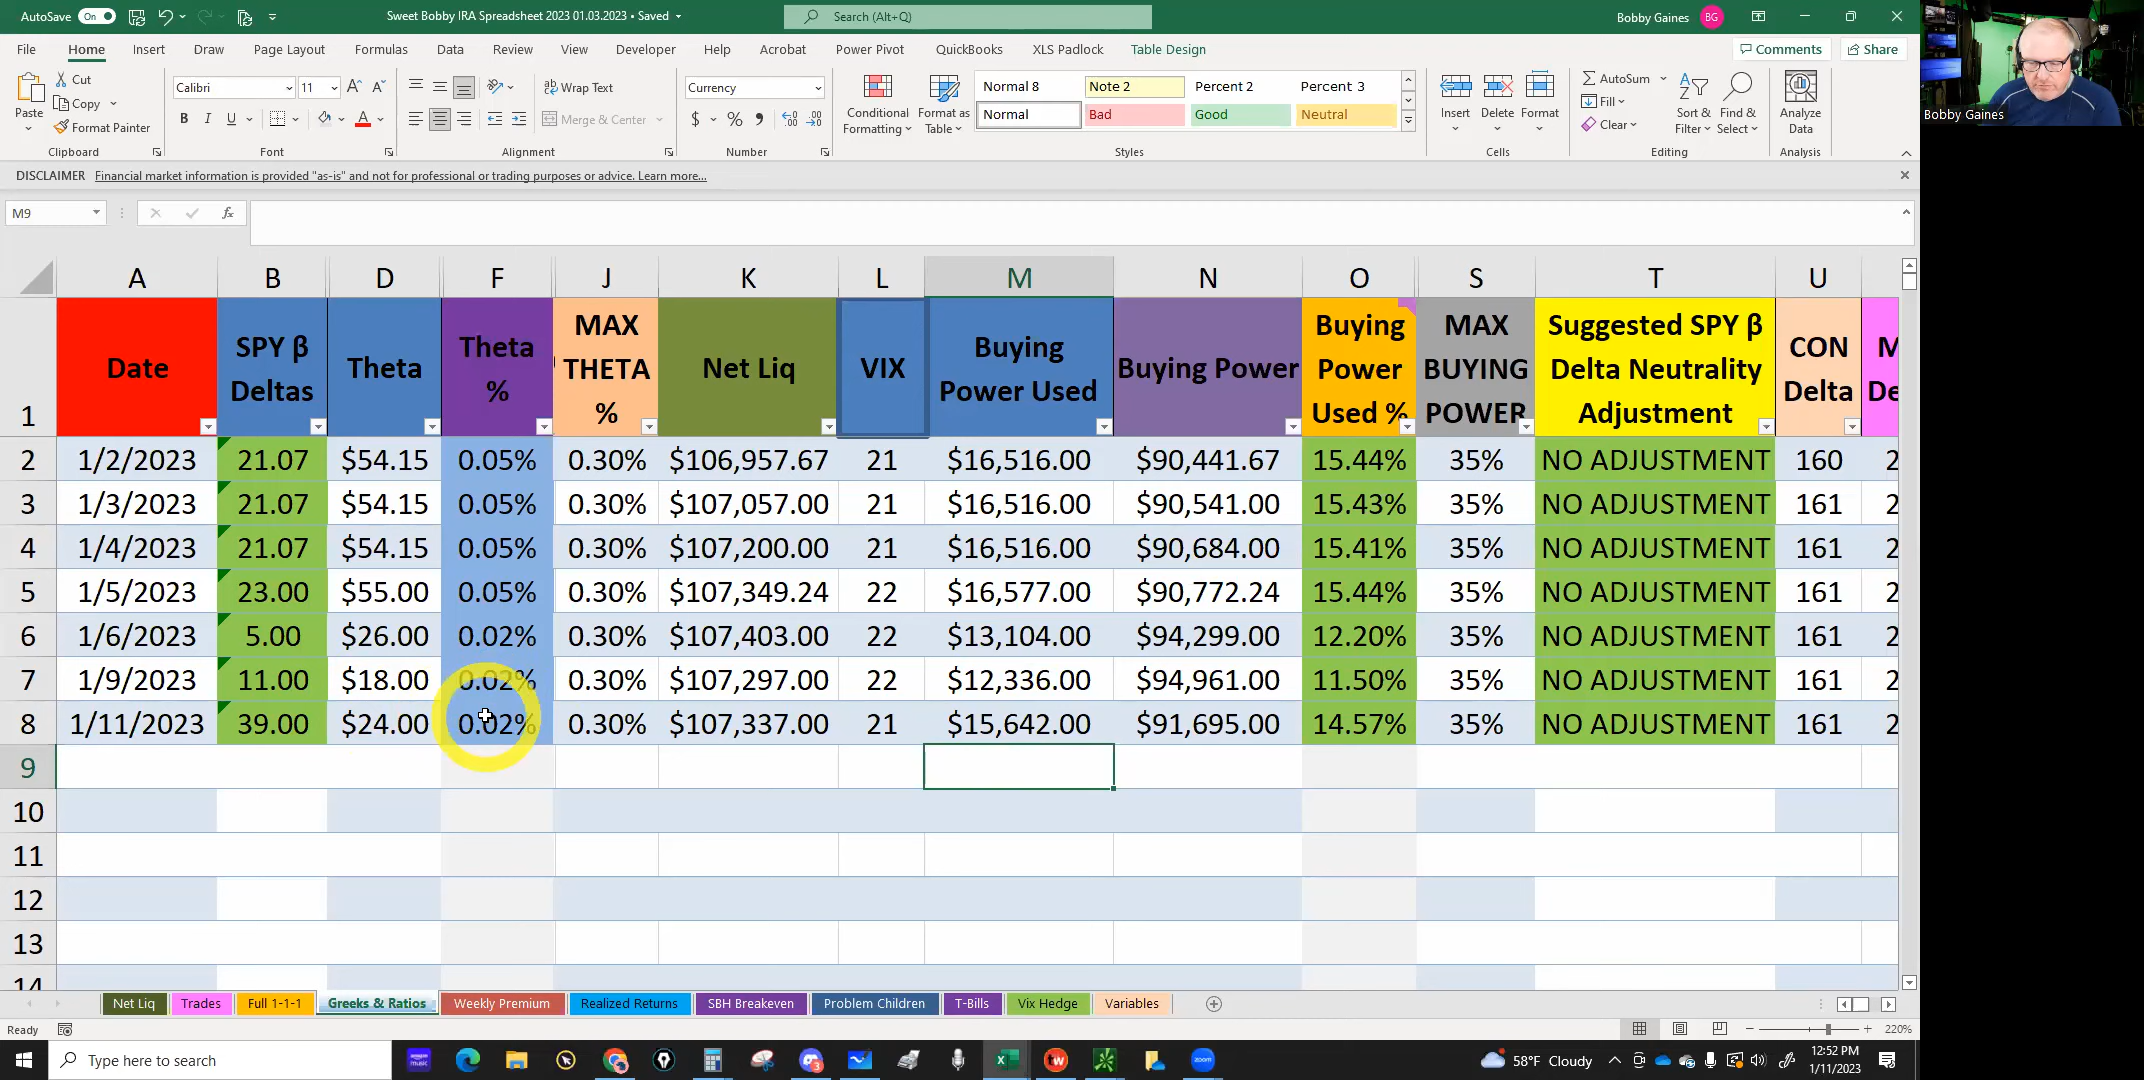 AutoSave On Sweet Bobby IRA Spreadsheet 2023 01.03.2023 • Saved Search (Alt+Q) Bobby Gaines BG
File Home Insert Draw Page Layout Formulas Data Review View Developer Help Acrobat Power Pivot QuickBooks XLS Padlock Table Design Comments Share
Paste Cut Copy Format Painter Clipboard
Calibri 11 B I U A Font
Wrap Text Merge & Center Alignment
Currency $ % Number
Conditional Formatting Format as Table
Normal 8 Note 2 Percent 2 Percent 3
Normal Bad Good Neutral
Styles
Insert Delete Format Cells
AutoSum Fill Clear Sort & Filter Find & Select Editing
Analyze Data Analysis
Bobby Gaines
DISCLAIMER Financial market information is provided "as-is" and not for professional or trading purposes or advice. Learn more...
M9 fx
A B D F J K L M N O S T U
1 Date SPY β Deltas Theta Theta % MAX THETA % Net Liq VIX Buying Power Used Buying Power Buying Power Used % MAX BUYING POWER Suggested SPY β Delta Neutrality Adjustment CON Delta M De
2 1/2/2023 21.07 $54.15 0.05% 0.30% $106,957.67 21 $16,516.00 $90,441.67 15.44% 35% NO ADJUSTMENT 160 2
3 1/3/2023 21.07 $54.15 0.05% 0.30% $107,057.00 21 $16,516.00 $90,541.00 15.43% 35% NO ADJUSTMENT 161 2
4 1/4/2023 21.07 $54.15 0.05% 0.30% $107,200.00 21 $16,516.00 $90,684.00 15.41% 35% NO ADJUSTMENT 161 2
5 1/5/2023 23.00 $55.00 0.05% 0.30% $107,349.24 22 $16,577.00 $90,772.24 15.44% 35% NO ADJUSTMENT 161 2
6 1/6/2023 5.00 $26.00 0.02% 0.30% $107,403.00 22 $13,104.00 $94,299.00 12.20% 35% NO ADJUSTMENT 161 2
7 1/9/2023 11.00 $18.00 0.02% 0.30% $107,297.00 22 $12,336.00 $94,961.00 11.50% 35% NO ADJUSTMENT 161 2
8 1/11/2023 39.00 $24.00 0.02% 0.30% $107,337.00 21 $15,642.00 $91,695.00 14.57% 35% NO ADJUSTMENT 161 2
9
10
11
12
13
14
Net Liq Trades Full 1-1-1 Greeks & Ratios Weekly Premium Realized Returns SBH Breakeven Problem Children T-Bills Vix Hedge Variables
Ready 220%
Type here to search 58°F Cloudy 12:52 PM
1/11/2023